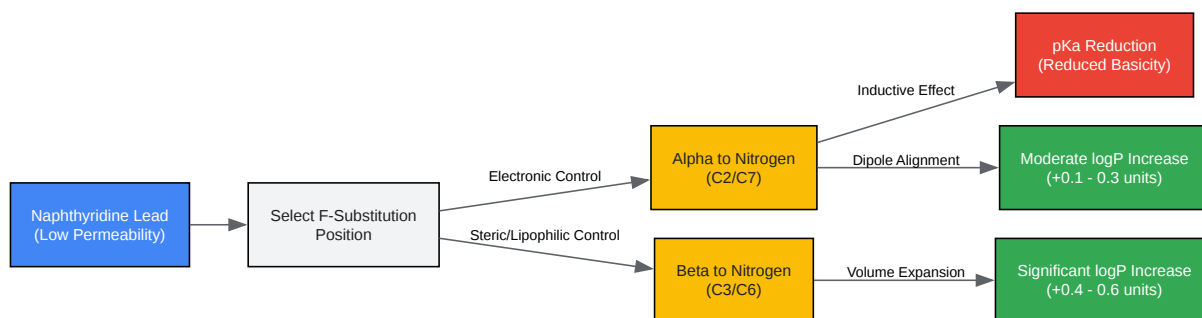 Naphthyridine Lead
(Low Permeability)
Select F-Substitution
Position
Electronic Control
Steric/Lipophilic Control
Alpha to Nitrogen
(C2/C7)
Beta to Nitrogen
(C3/C6)
Inductive Effect
Dipole Alignment
Volume Expansion
pKa Reduction
(Reduced Basicity)
Moderate logP Increase
(+0.1 - 0.3 units)
Significant logP Increase
(+0.4 - 0.6 units)